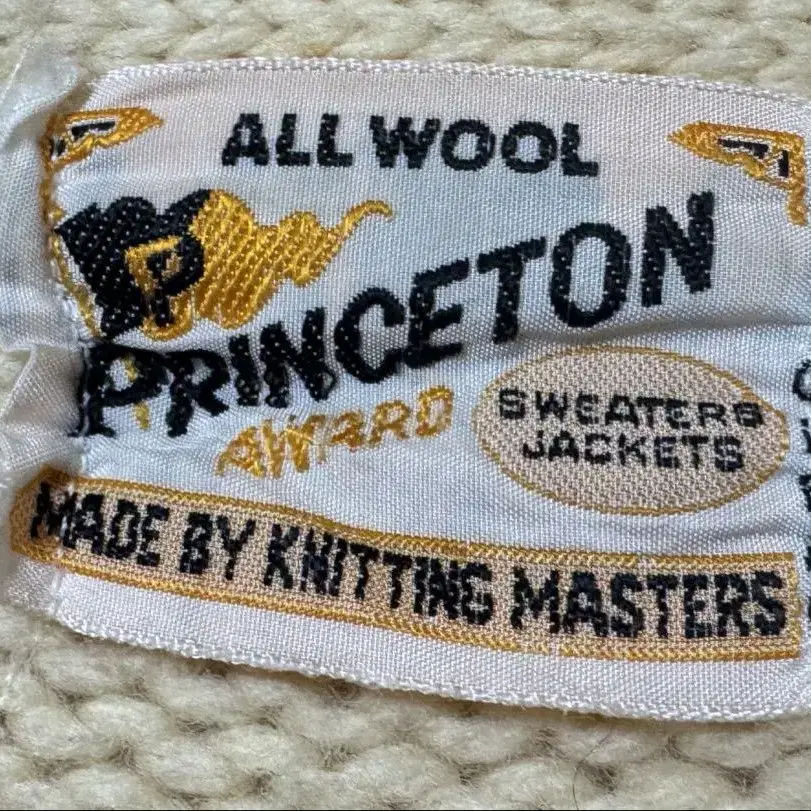 ALL WOOL
P
PRINCETON
AWARD
SWEATERS
JACKETS
MADE BY KNITTING MASTERS